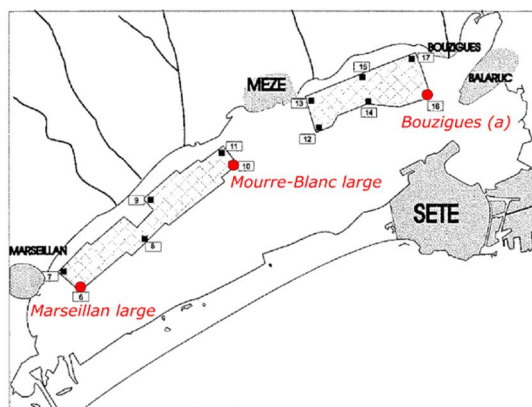 BOUZIGUES
17
15
BALARUC
MEZE
13
16
14
Bouzigues (a)
12
11
10
Mourre-Blanc large
9
SETE
8
MARSEILLAN
7
6
Marseillan large